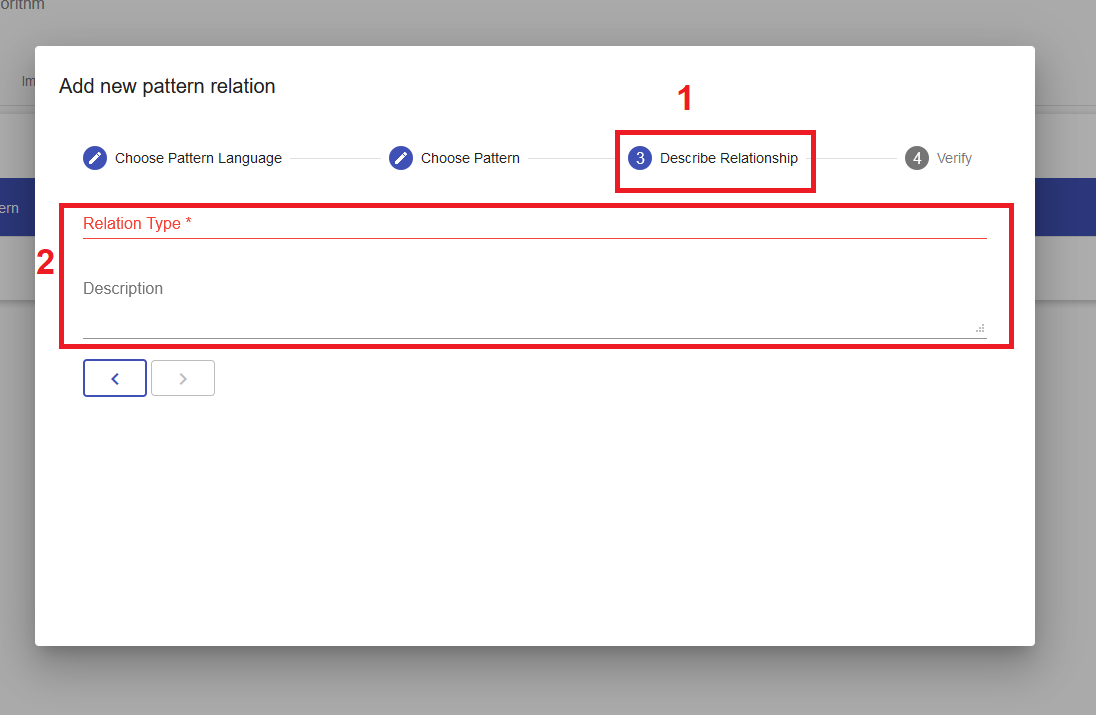 orithm
Im
Add new pattern relation
1
Choose Pattern Language
Choose Pattern
3 Describe Relationship
4 Verify
ern
2
Relation Type *
Description